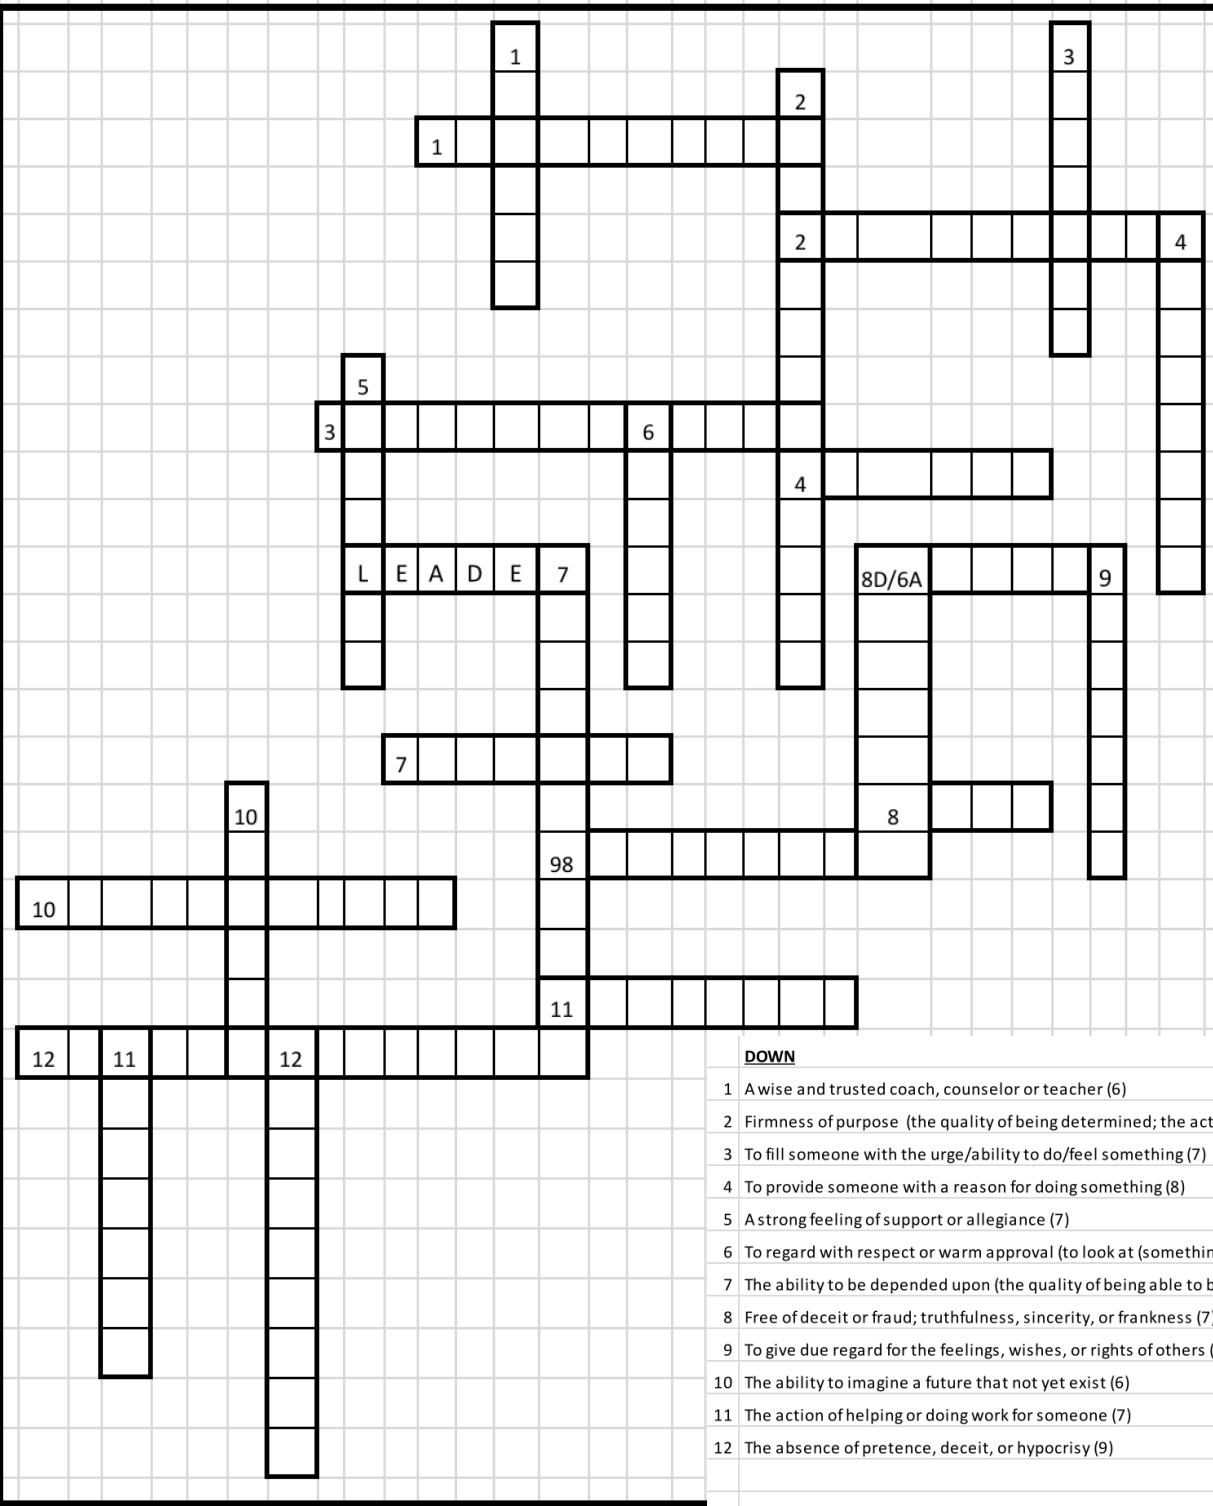 1
3
2
1
2
4
5
3
6
4
L E A D E 7
8D/6A
9
7
10
8
98
10
11
12
11
12
DOWN
1 A wise and trusted coach, counselor or teacher (6)
2 Firmness of purpose (the quality of being determined; the act
3 To fill someone with the urge/ability to do/feel something (7)
4 To provide someone with a reason for doing something (8)
5 A strong feeling of support or allegiance (7)
6 To regard with respect or warm approval (to look at (somethin
7 The ability to be depended upon (the quality of being able to b
8 Free of deceit or fraud; truthfulness, sincerity, or frankness (7)
9 To give due regard for the feelings, wishes, or rights of others (
10 The ability to imagine a future that not yet exist (6)
11 The action of helping or doing work for someone (7)
12 The absence of pretence, deceit, or hypocrisy (9)